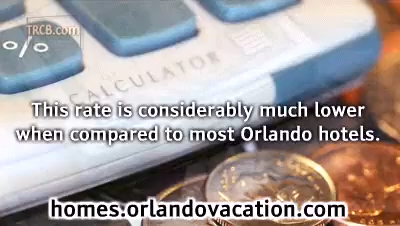 TRCB.com
%
CALCULATOR
This rate is considerably much lower
when compared to most Orlando hotels.
homes.orlandovacation.com